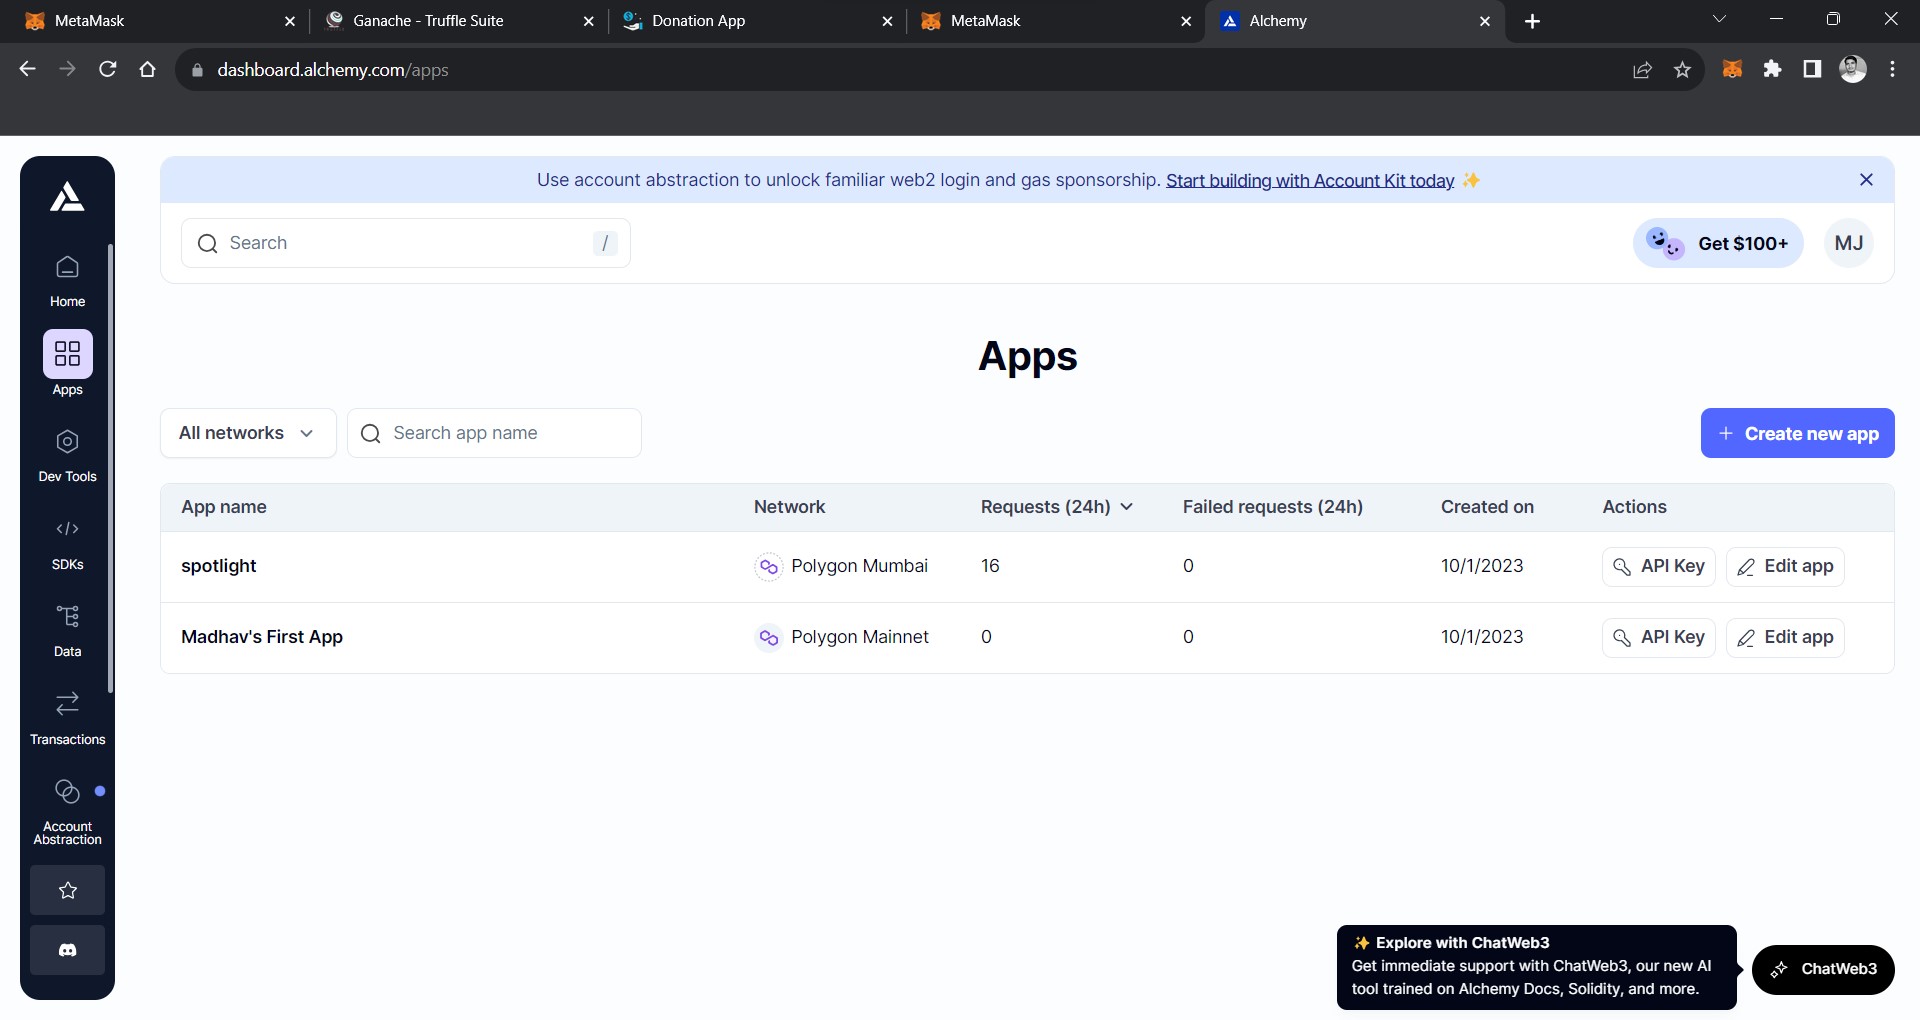 MetaMask
Ganache - Truffle Suite
Donation App
MetaMask
Alchemy
dashboard.alchemy.com/apps
Use account abstraction to unlock familiar web2 login and gas sponsorship. Start building with Account Kit today ✨
Search /
Get $100+
MJ
Home
Apps
Dev Tools
SDKs
Data
Transactions
Account
Abstraction
Apps
All networks
Search app name
+ Create new app
App name Network Requests (24h) Failed requests (24h) Created on Actions
spotlight Polygon Mumbai 16 0 10/1/2023 API Key Edit app
Madhav's First App Polygon Mainnet 0 0 10/1/2023 API Key Edit app
✨ Explore with ChatWeb3
Get immediate support with ChatWeb3, our new AI
tool trained on Alchemy Docs, Solidity, and more.
ChatWeb3